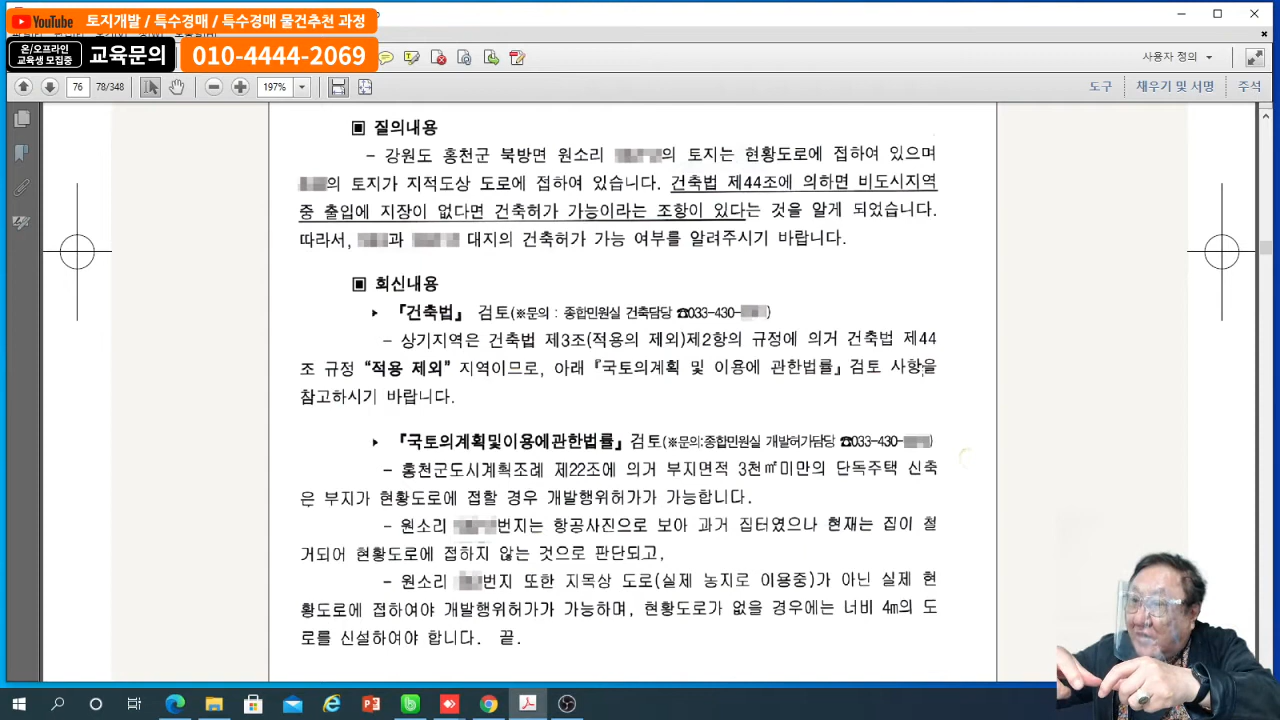 YouTube 토지개발 / 특수경매 / 특수경매 물건추천 과정
온/오프라인
교육생 모집중
교육문의 010-4444-2069
사용자 정의
76 78/348 197% 도구 채우기 및 서명 주석
▣ 질의내용
- 강원도 홍천군 북방면 원소리 의 토지는 현황도로에 접하여 있으며
의 토지가 지적도상 도로에 접하여 있습니다. 건축법 제44조에 의하면 비도시지역
중 출입에 지장이 없다면 건축허가 가능이라는 조항이 있다는 것을 알게 되었습니다.
따라서, 과 대지의 건축허가 가능 여부를 알려주시기 바랍니다.
▣ 회신내용
▸ 『건축법』 검토(※문의 : 종합민원실 건축담당 ☎033-430- )
- 상기지역은 건축법 제3조(적용의 제외)제2항의 규정에 의거 건축법 제44
조 규정 “적용 제외” 지역이므로, 아래 『국토의계획 및 이용에 관한법률』 검토 사항을
참고하시기 바랍니다.
▸ 『국토의계획및이용에관한법률』 검토(※문의:종합민원실 개발허가담당 ☎033-430- )
- 홍천군도시계획조례 제22조에 의거 부지면적 3천㎡미만의 단독주택 신축
은 부지가 현황도로에 접할 경우 개발행위허가가 가능합니다.
- 원소리 번지는 항공사진으로 보아 과거 집터였으나 현재는 집이 철
거되어 현황도로에 접하지 않는 것으로 판단되고,
- 원소리 번지 또한 지목상 도로(실제 농지로 이용중)가 아닌 실제 현
황도로에 접하여야 개발행위허가가 가능하며, 현황도로가 없을 경우에는 너비 4m의 도
로를 신설하여야 합니다. 끝.